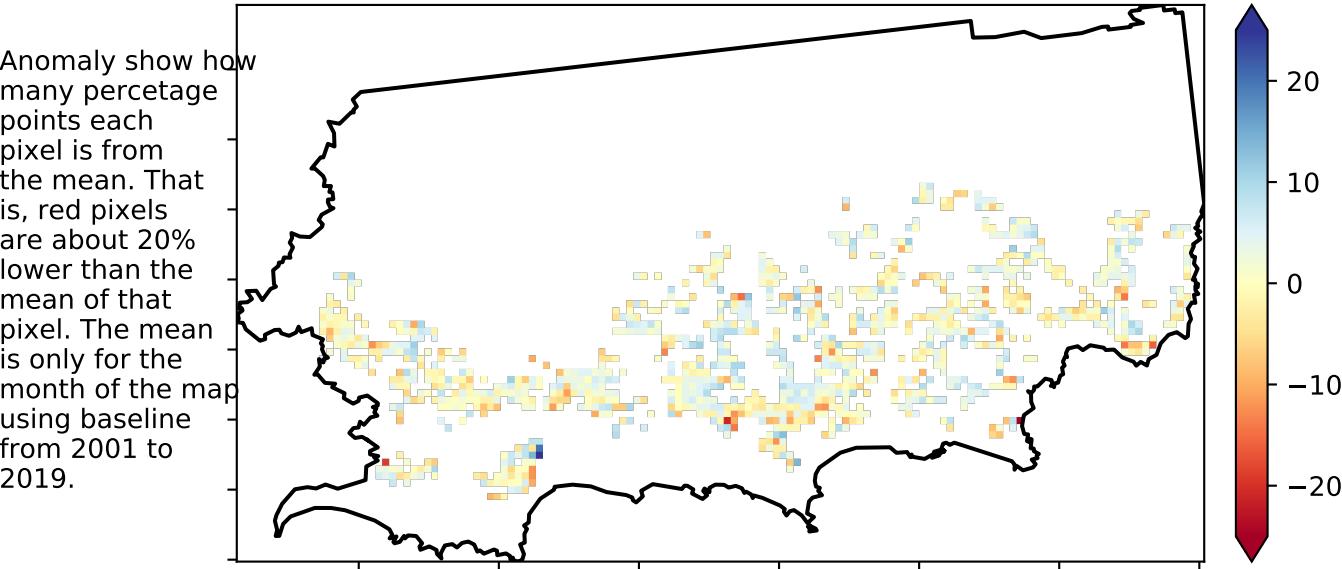 Anomaly show how
many percetage
points each
pixel is from
the mean. That
is, red pixels
are about 20%
lower than the
mean of that
pixel. The mean
is only for the
month of the map
using baseline
from 2001 to
2019.
20
10
0
−10
−20